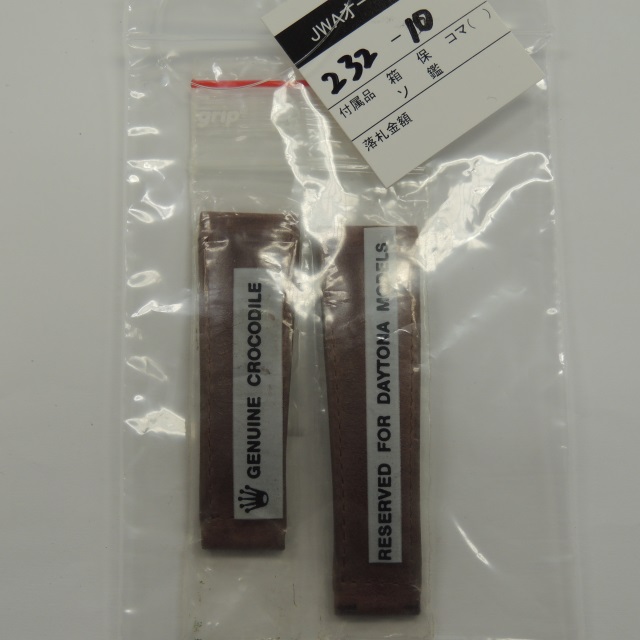 JWAオー
232-10
付属品 箱 保 コマ( )
ソ 鑑
落札金額
grip
GENUINE CROCODILE
RESERVED FOR DAYTONA MODELS